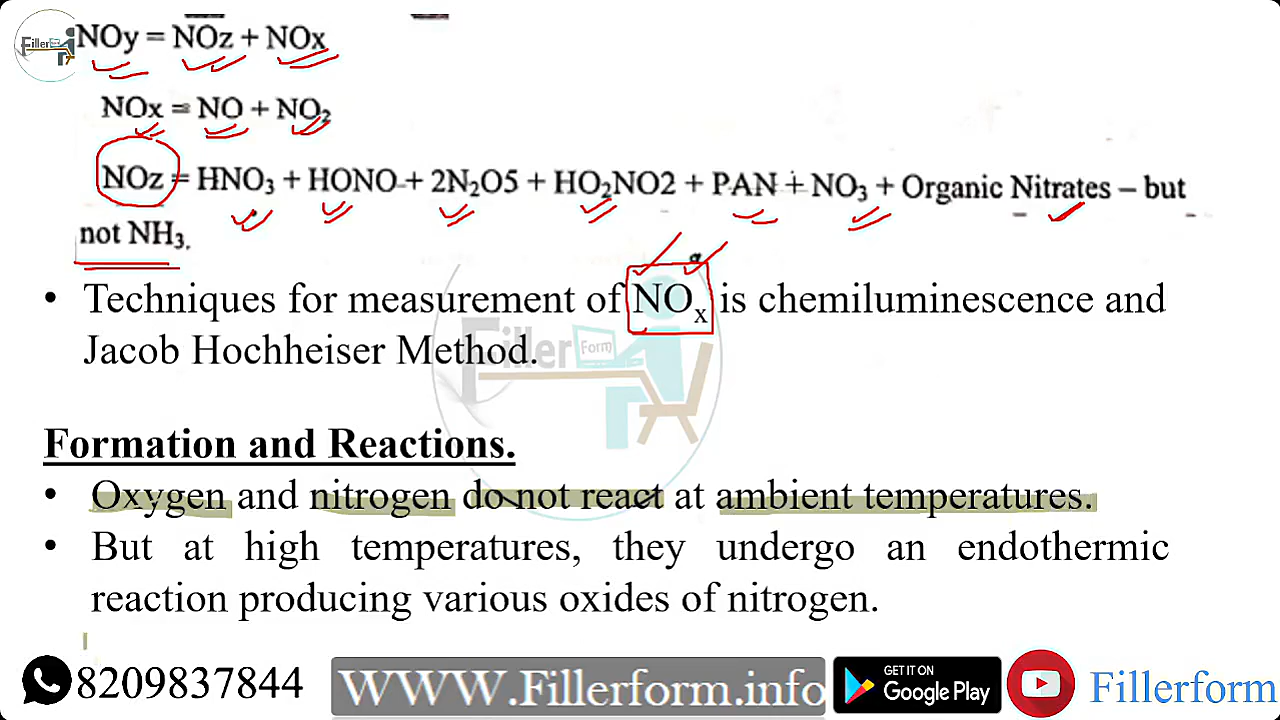 Filler
NOy = NOz + NOx
NOx = NO + NO₂
NOz = HNO₃ + HONO + 2N₂O5 + HO₂NO2 + PAN + NO₃ + Organic Nitrates – but
not NH₃.
• Techniques for measurement of NOₓ is chemiluminescence and
Jacob Hochheiser Method.
Filler Form
Formation and Reactions.
• Oxygen and nitrogen do not react at ambient temperatures.
• But at high temperatures, they undergo an endothermic
reaction producing various oxides of nitrogen.
8209837844 WWW.Fillerform.info GET IT ON Google Play Fillerform